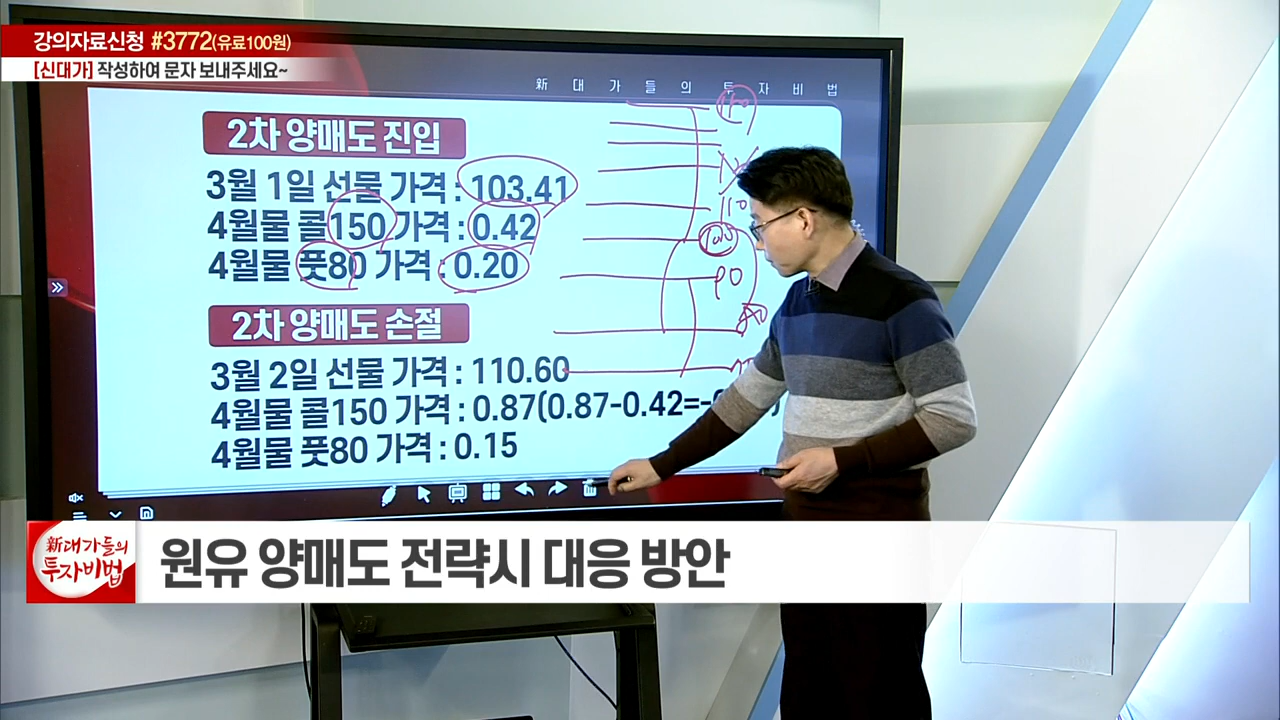 강의자료신청 #3772(유료100원)
[신대가] 작성하여 문자 보내주세요~
新 대 가 들 의 투 자 비 법
2차 양매도 진입
3월 1일 선물 가격 : 103.41
4월물 콜150 가격 : 0.42
4월물 풋80 가격 : 0.20
110
100
90
80
2차 양매도 손절
3월 2일 선물 가격 : 110.60
4월물 콜150 가격 : 0.87(0.87-0.42=-
4월물 풋80 가격 : 0.15
新대가들의
투자비법
원유 양매도 전략시 대응 방안